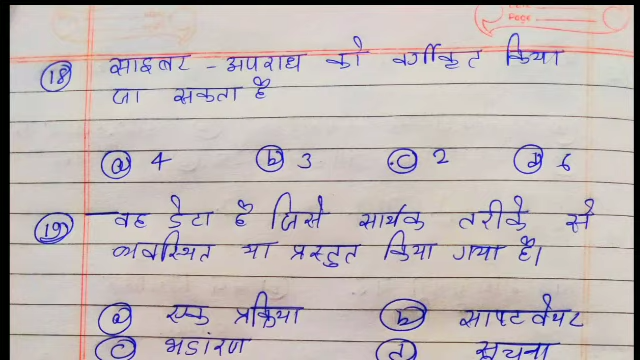 Page
18 साइबर - अपराध को वर्गीकृत किया
जा सकता है
a 4 b 3 c 2 d 6
19 वह डेटा है जिसे सार्थक तरीके से
व्यवस्थित या प्रस्तुत किया गया है।
a एक प्रक्रिया b साफ्टवेयर
c भडांरण d सूचना